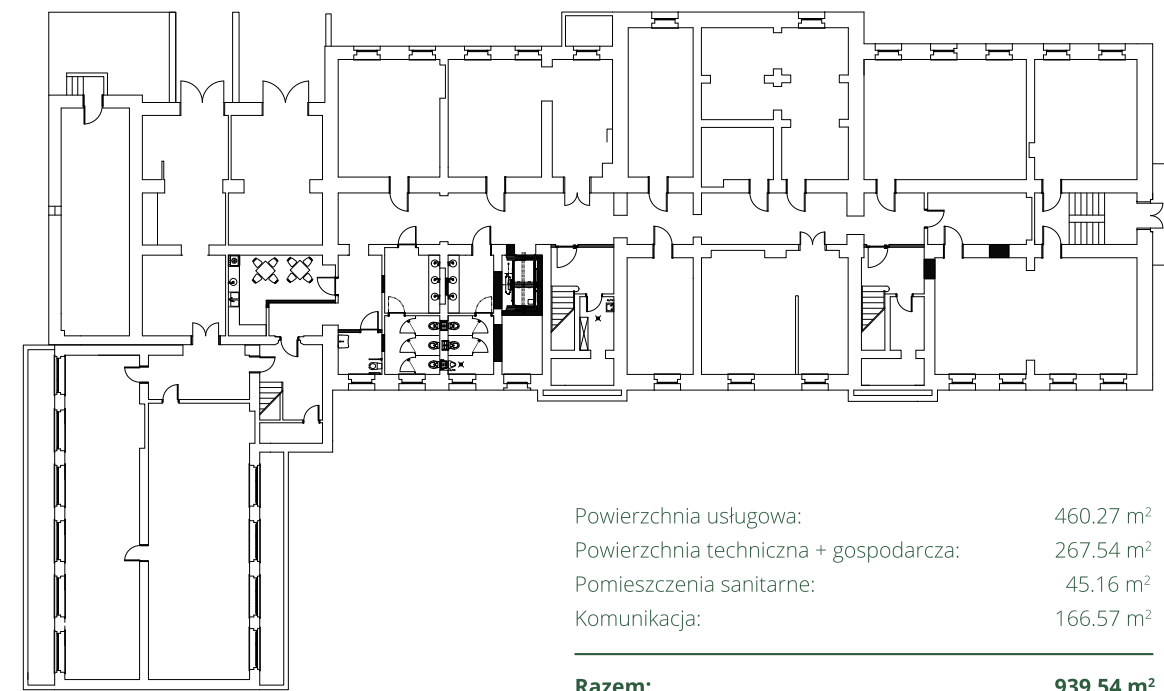 Powierzchnia usługowa: 460.27 m²
Powierzchnia techniczna + gospodarcza: 267.54 m²
Pomieszczenia sanitarne: 45.16 m²
Komunikacja: 166.57 m²
Razem: 939.54 m²